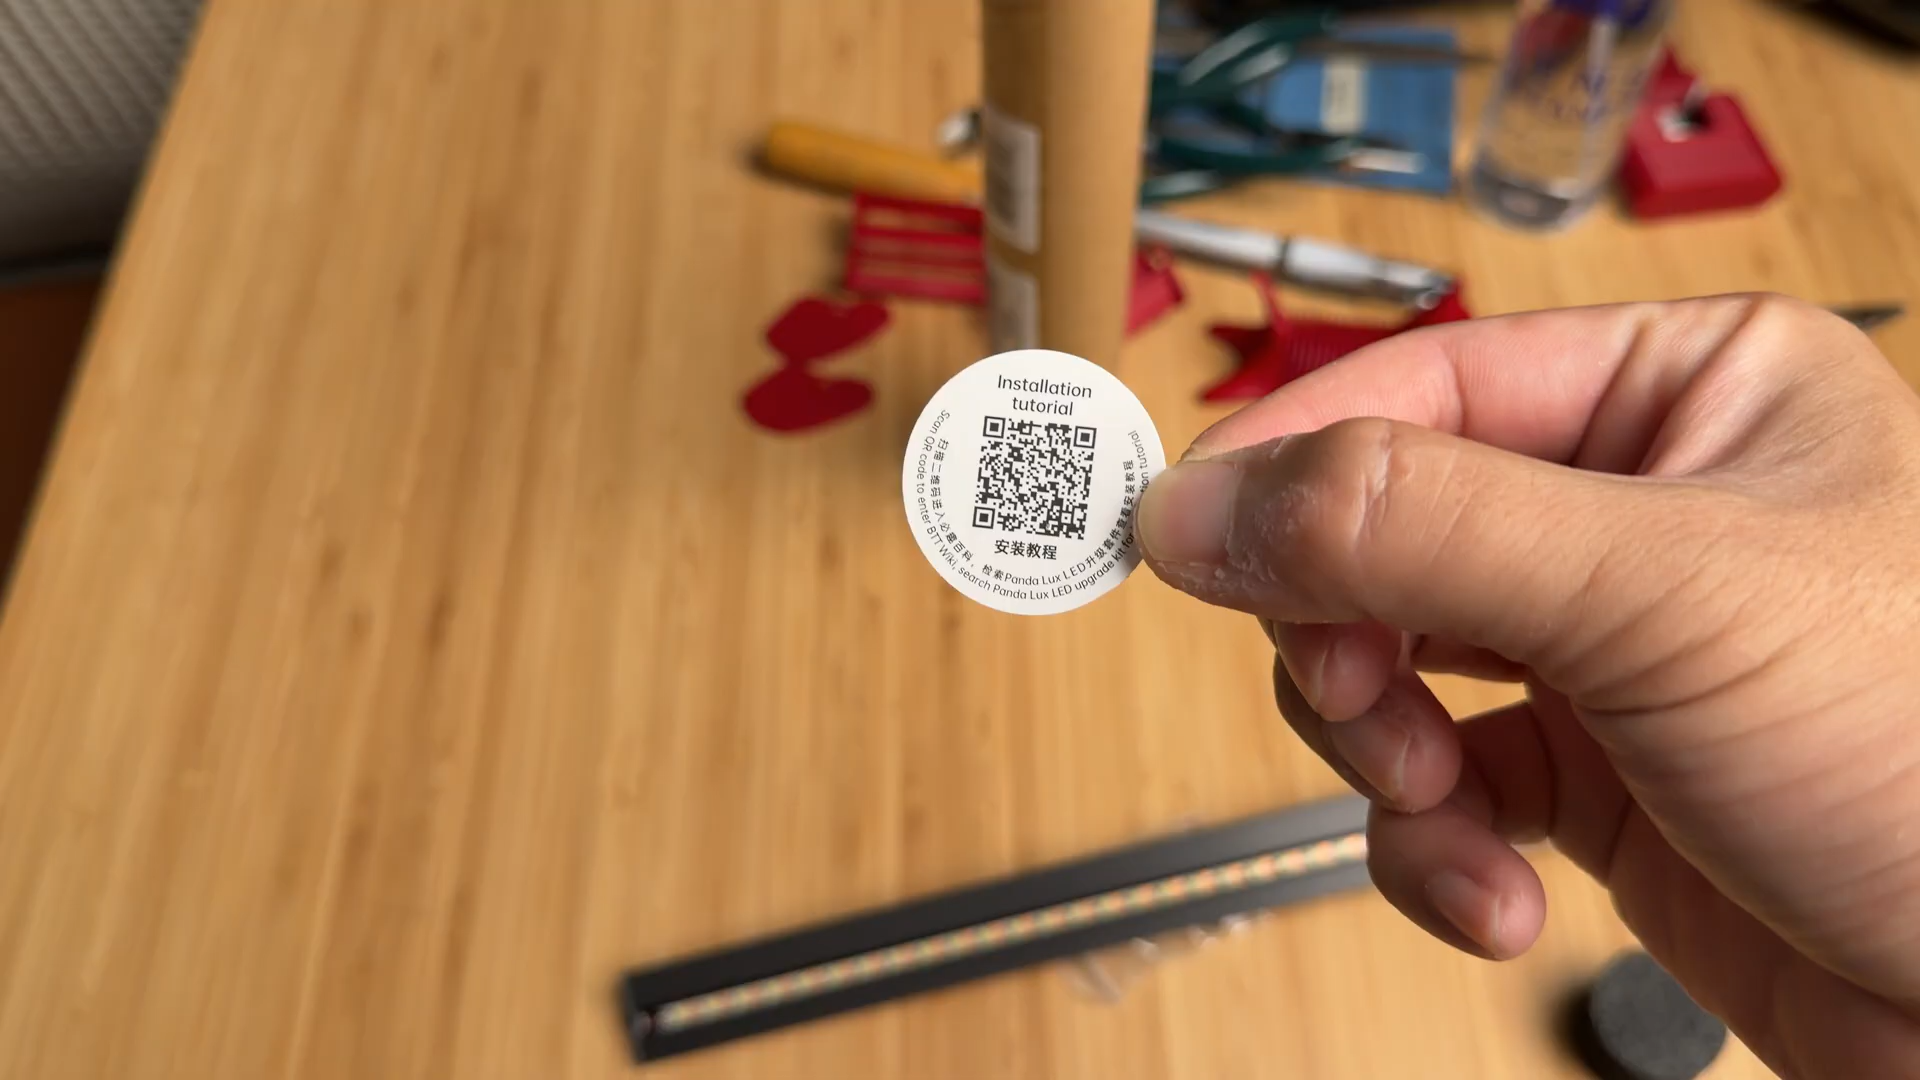 Installation
tutorial
安装教程
扫描二维码进入必趣百科，检索Panda Lux LED升级套件查看安装教程
Scan QR code to enter BTT Wiki, search Panda Lux LED upgrade kit for tion tutorial